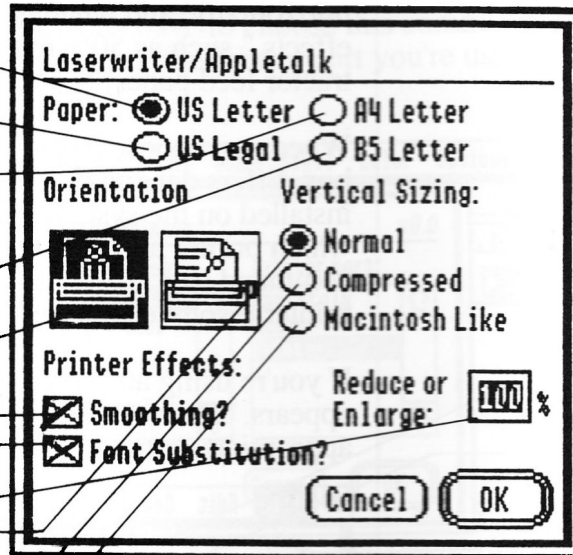 Laserwriter/Appletalk
Paper: US Letter A4 Letter
US Legal B5 Letter
Orientation Vertical Sizing:
Normal
Compressed
Macintosh Like
Printer Effects:
Smoothing? Reduce or Enlarge: %
Font Substitution?
Cancel OK